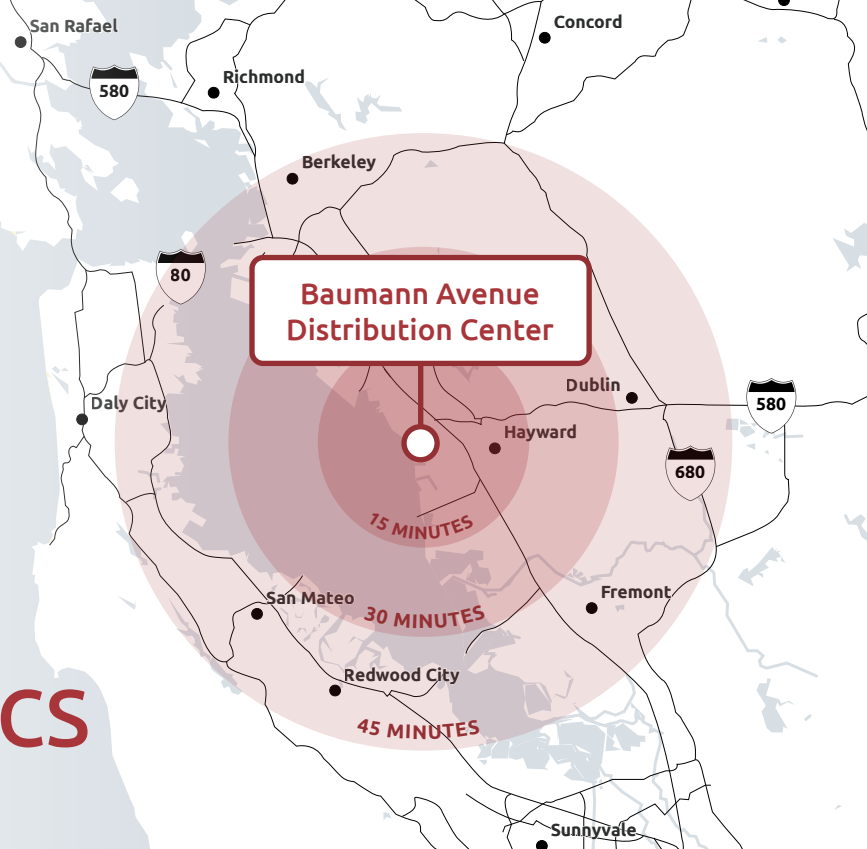 San Rafael
Concord
580
Richmond
Berkeley
80
Baumann Avenue
Distribution Center
Dublin
580
Daly City
Hayward
680
15 MINUTES
San Mateo
30 MINUTES
Fremont
Redwood City
CS
45 MINUTES
Sunnyvale